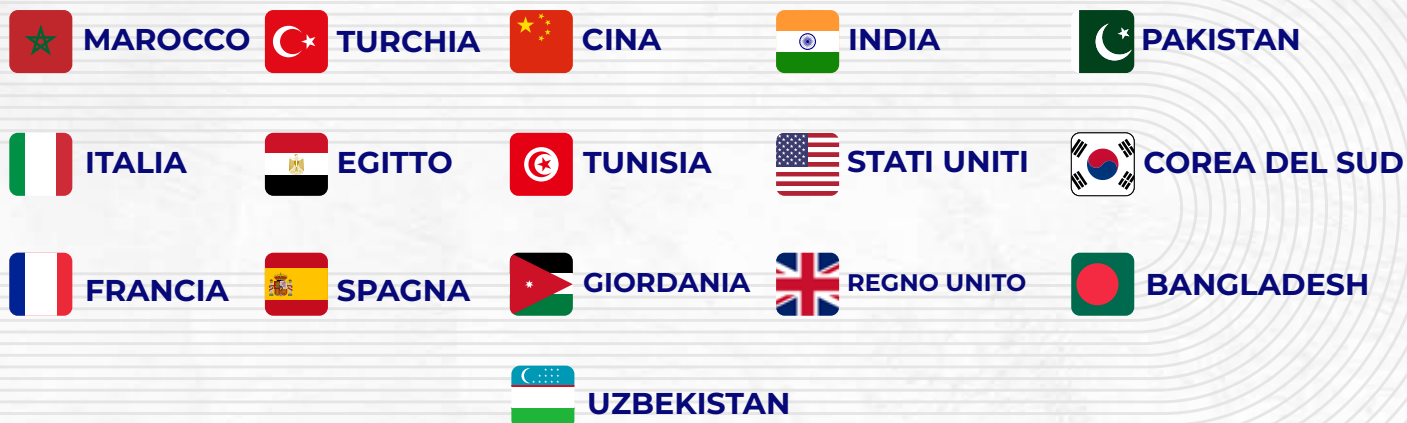 MAROCCO TURCHIA CINA INDIA PAKISTAN
ITALIA EGITTO TUNISIA STATI UNITI COREA DEL SUD
FRANCIA SPAGNA GIORDANIA REGNO UNITO BANGLADESH
UZBEKISTAN